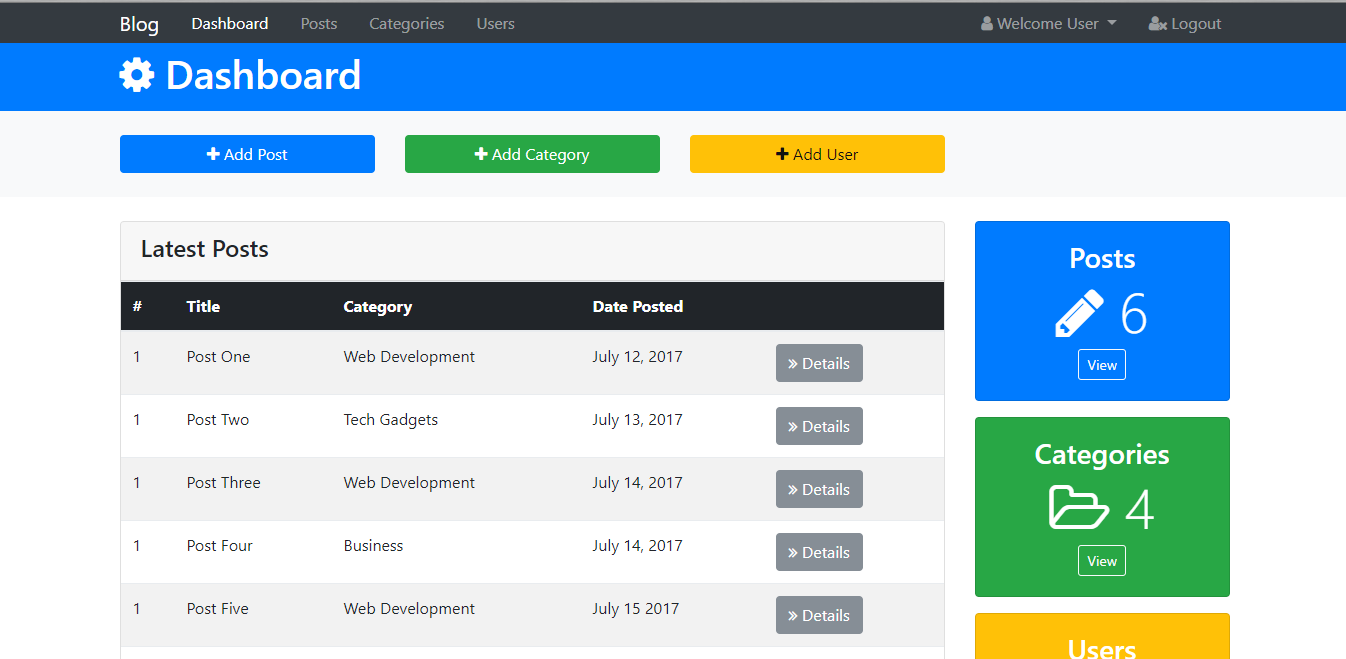 Blog Dashboard Posts Categories Users Welcome User Logout
Dashboard
Add Post Add Category Add User
Latest Posts
# Title Category Date Posted
1 Post One Web Development July 12, 2017 » Details
1 Post Two Tech Gadgets July 13, 2017 » Details
1 Post Three Web Development July 14, 2017 » Details
1 Post Four Business July 14, 2017 » Details
1 Post Five Web Development July 15 2017 » Details
Posts
6
View
Categories
4
View
Users